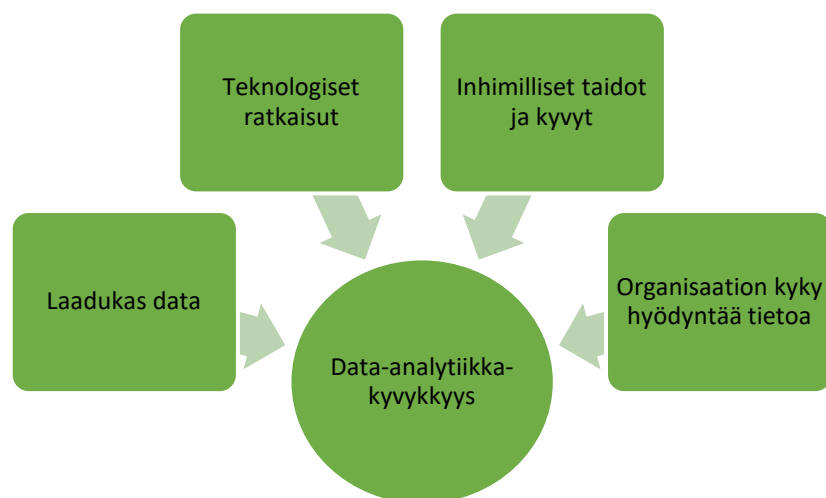 Teknologiset
ratkaisut
Inhimilliset taidot
ja kyvyt
Laadukas data
Organisaation kyky
hyödyntää tietoa
Data-analytiikka-
kyvykkyys